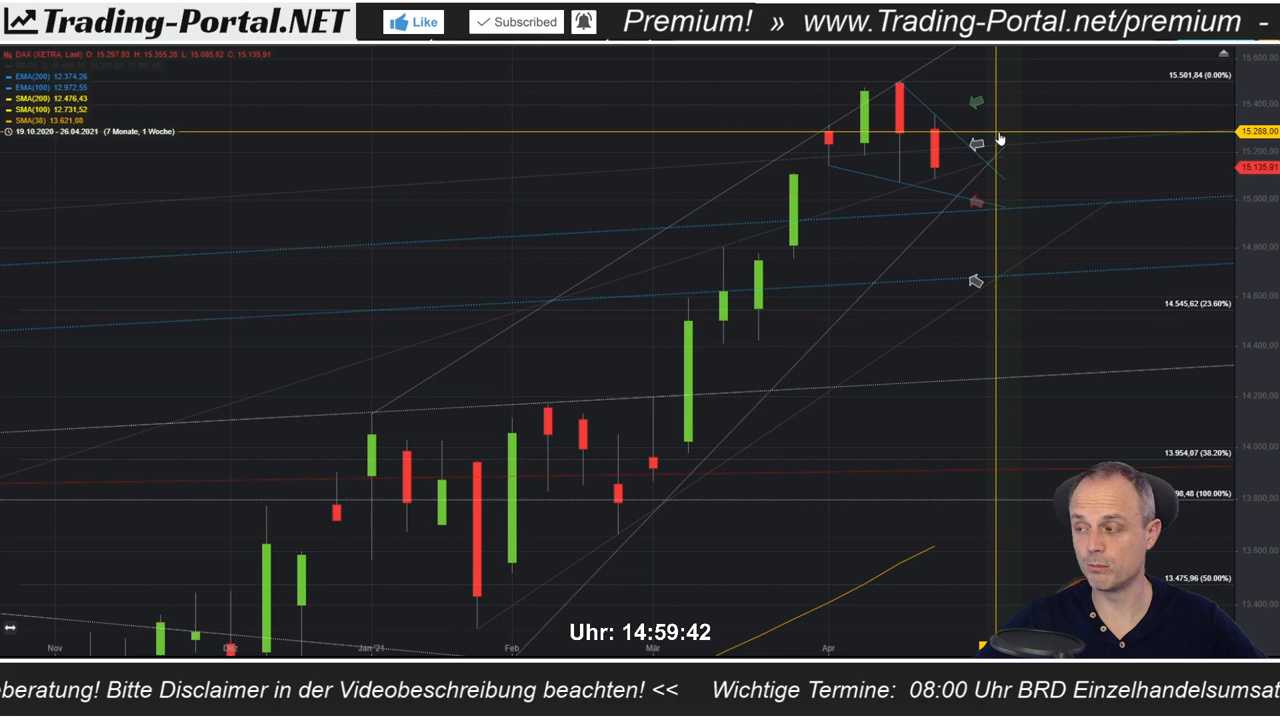 Trading-Portal.NET
Like
Subscribed
Premium! » www.Trading-Portal.net/premium -
DAX (XETRA, Last) O: 15.297,93 H: 15.355,28 L: 15.085,02 C: 15.135,91
EMA(200) 12.374,26
EMA(100) 12.972,55
SMA(200) 12.476,43
SMA(100) 12.731,52
SMA(38) 13.621,08
19.10.2020 - 26.04.2021 (7 Monate, 1 Woche)
15.600,00
15.501,84 (0.00%)
15.400,00
15.288,00
15.200,00
15.135,91
15.000,00
14.800,00
14.600,00
14.545,62 (23.60%)
14.400,00
14.200,00
14.000,00
13.954,07 (38.20%)
98,48 (100.00%)
13.800,00
13.600,00
13.475,96 (50.00%)
13.400,00
Uhr: 14:59:42
Nov Dez Jan '21 Feb Mär Apr
beratung! Bitte Disclaimer in der Videobeschreibung beachten! << Wichtige Termine: 08:00 Uhr BRD Einzelhandelsumsat